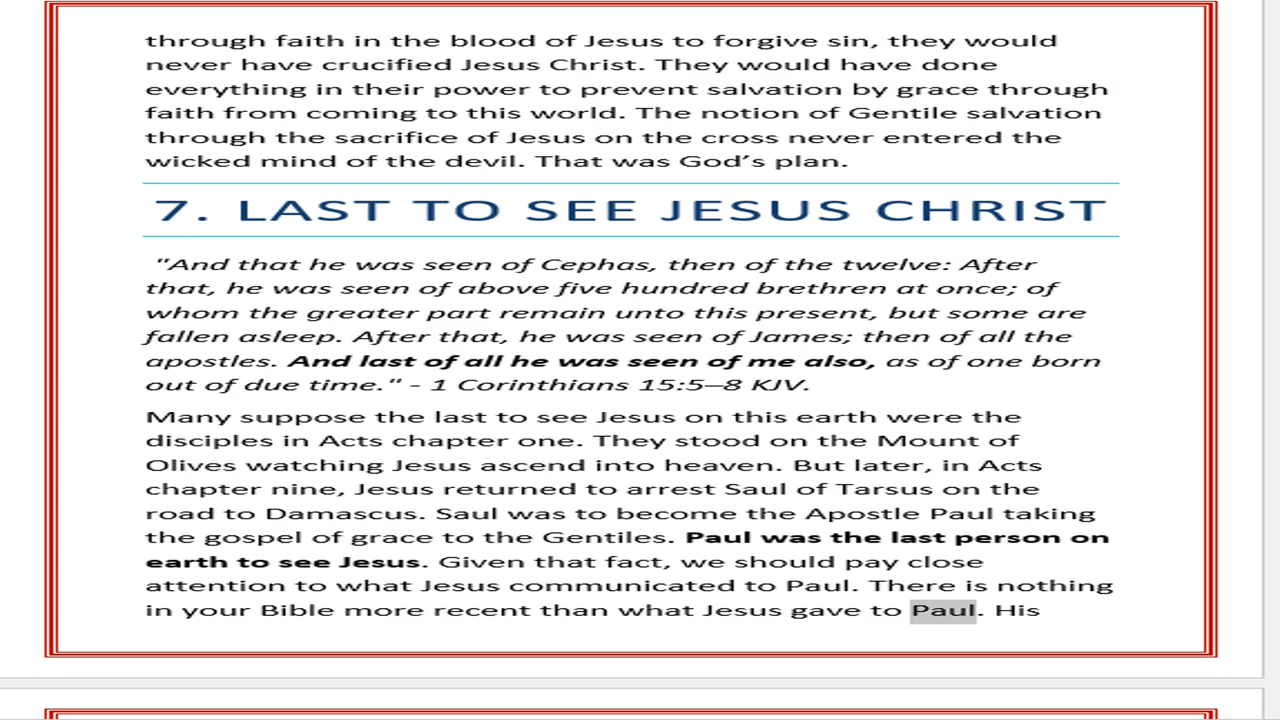 through faith in the blood of Jesus to forgive sin, they would
never have crucified Jesus Christ. They would have done
everything in their power to prevent salvation by grace through
faith from coming to this world. The notion of Gentile salvation
through the sacrifice of Jesus on the cross never entered the
wicked mind of the devil. That was God’s plan.
7. LAST TO SEE JESUS CHRIST
"And that he was seen of Cephas, then of the twelve: After
that, he was seen of above five hundred brethren at once; of
whom the greater part remain unto this present, but some are
fallen asleep. After that, he was seen of James; then of all the
apostles. And last of all he was seen of me also, as of one born
out of due time." - 1 Corinthians 15:5–8 KJV.
Many suppose the last to see Jesus on this earth were the
disciples in Acts chapter one. They stood on the Mount of
Olives watching Jesus ascend into heaven. But later, in Acts
chapter nine, Jesus returned to arrest Saul of Tarsus on the
road to Damascus. Saul was to become the Apostle Paul taking
the gospel of grace to the Gentiles. Paul was the last person on
earth to see Jesus. Given that fact, we should pay close
attention to what Jesus communicated to Paul. There is nothing
in your Bible more recent than what Jesus gave to Paul. His